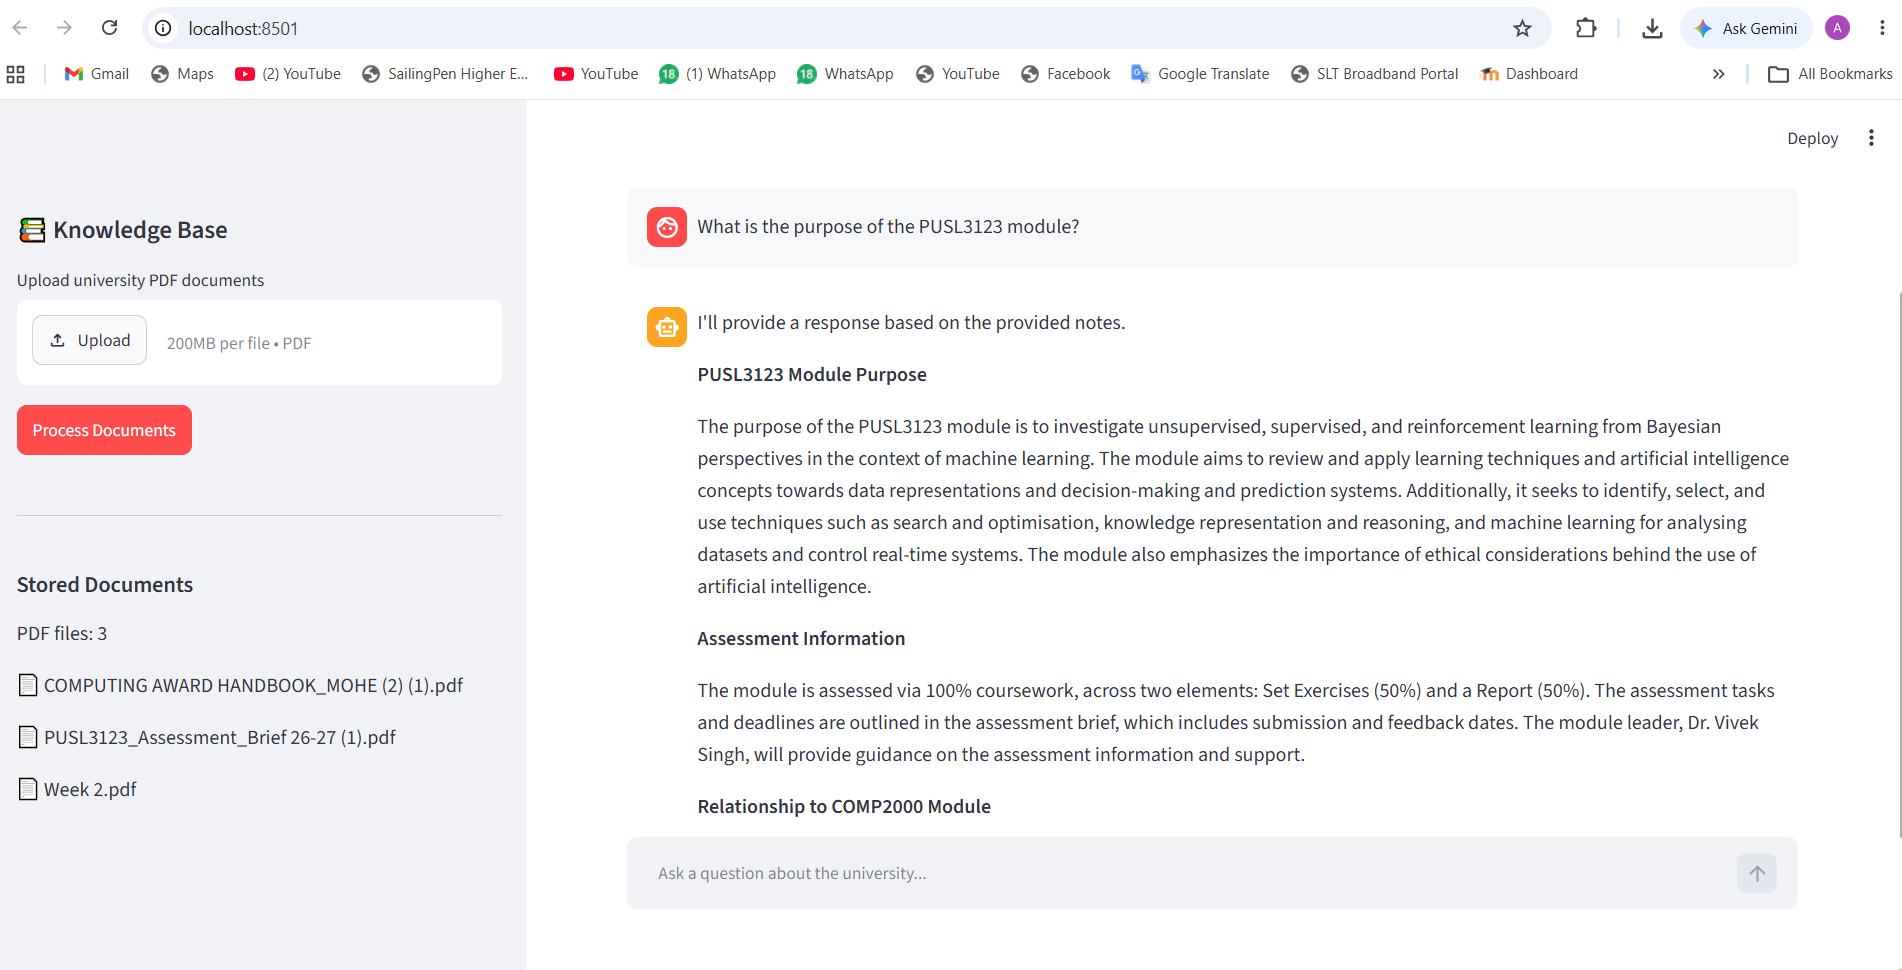 localhost:8501
Ask Gemini
A
Gmail
Maps
(2) YouTube
SailingPen Higher E...
YouTube
18
(1) WhatsApp
18
WhatsApp
YouTube
Facebook
Google Translate
SLT Broadband Portal
Dashboard
»
All Bookmarks
Deploy
Knowledge Base
Upload university PDF documents
Upload
200MB per file • PDF
Process Documents
Stored Documents
PDF files: 3
COMPUTING AWARD HANDBOOK_MOHE (2) (1).pdf
PUSL3123_Assessment_Brief 26-27 (1).pdf
Week 2.pdf
What is the purpose of the PUSL3123 module?
I'll provide a response based on the provided notes.
PUSL3123 Module Purpose
The purpose of the PUSL3123 module is to investigate unsupervised, supervised, and reinforcement learning from Bayesian
perspectives in the context of machine learning. The module aims to review and apply learning techniques and artificial intelligence
concepts towards data representations and decision-making and prediction systems. Additionally, it seeks to identify, select, and
use techniques such as search and optimisation, knowledge representation and reasoning, and machine learning for analysing
datasets and control real-time systems. The module also emphasizes the importance of ethical considerations behind the use of
artificial intelligence.
Assessment Information
The module is assessed via 100% coursework, across two elements: Set Exercises (50%) and a Report (50%). The assessment tasks
and deadlines are outlined in the assessment brief, which includes submission and feedback dates. The module leader, Dr. Vivek
Singh, will provide guidance on the assessment information and support.
Relationship to COMP2000 Module
Ask a question about the university...